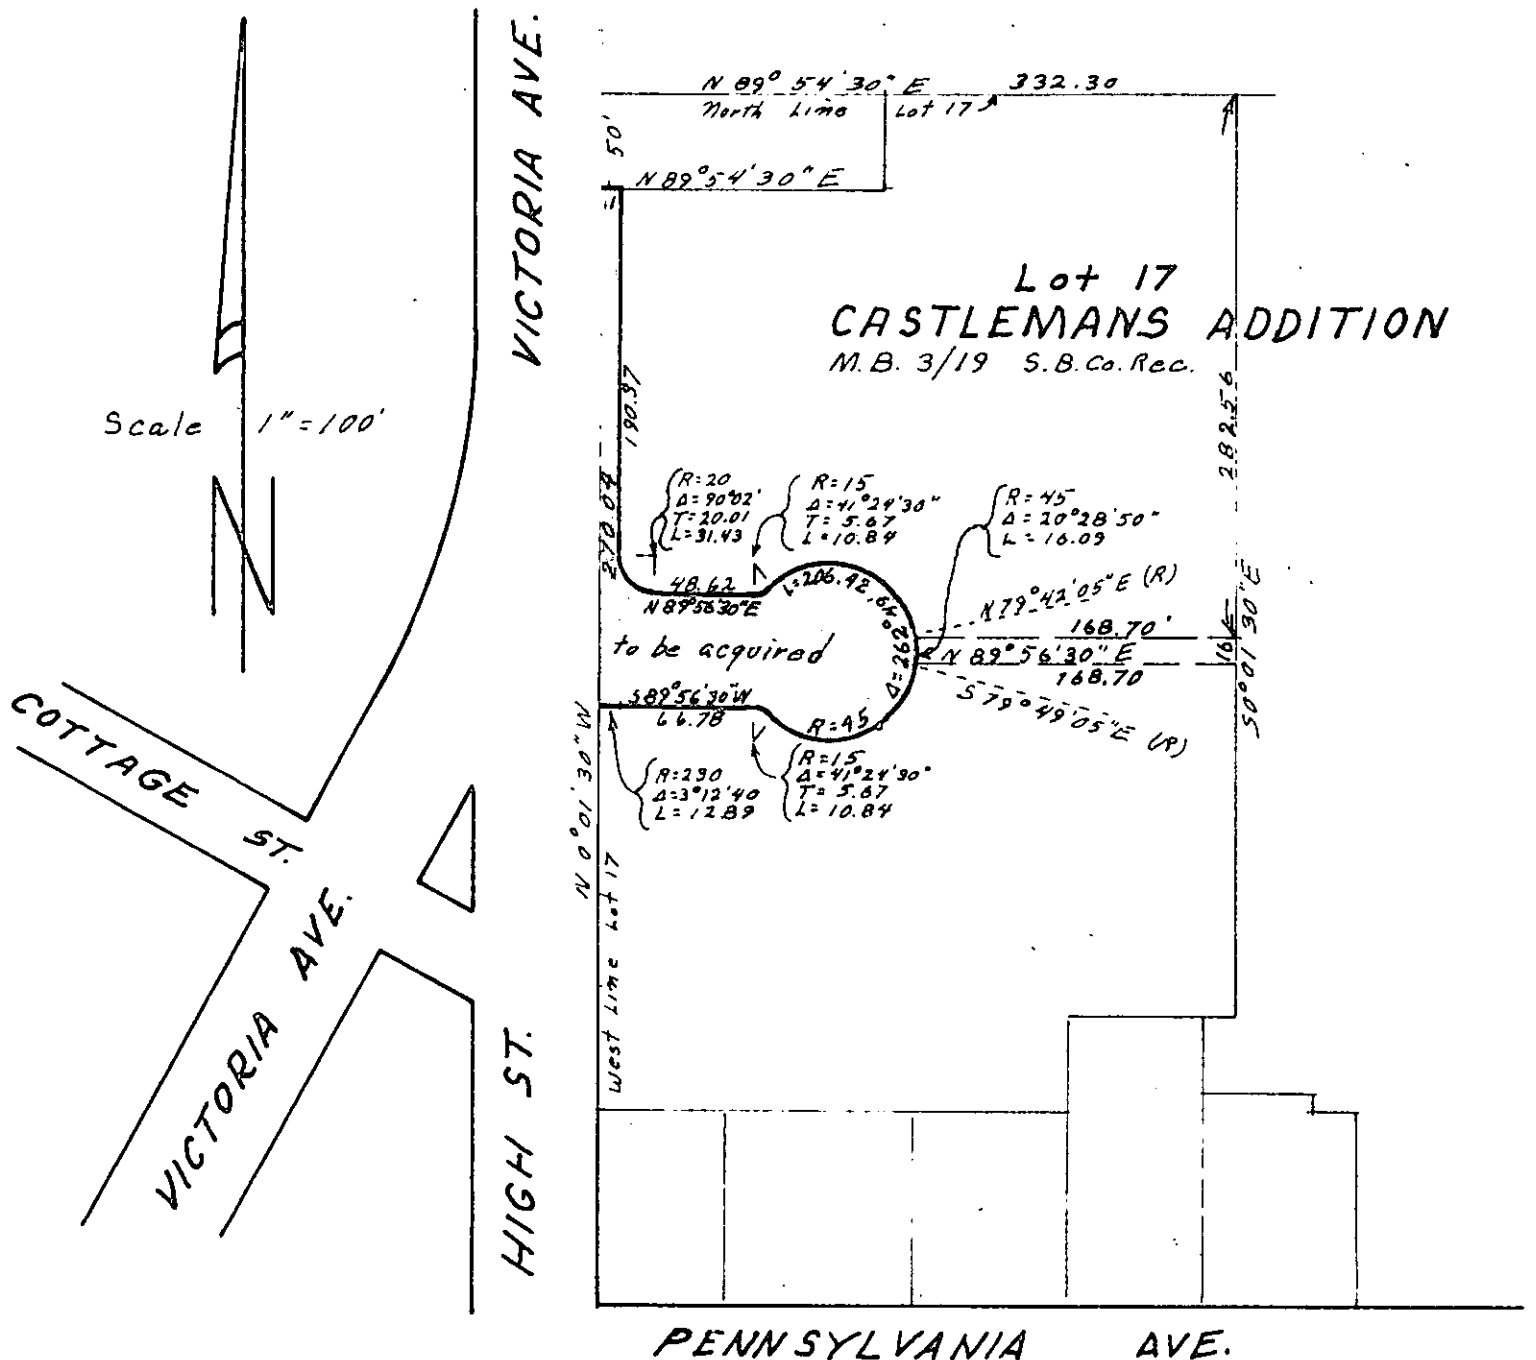 VICTORIA AVE.
N 89° 54' 30" E 332.30
North Line Lot 17
50'
N 89° 54' 30" E
Lot 17
CASTLEMANS ADDITION
M.B. 3/19 S.B. Co. Rec.
Scale 1"=100'
N
190.97
282.56
270.04
R=20
Δ=90°02'
T=20.01
L=31.43
R=15
Δ=41°24'30"
T=5.67
L=10.84
R=45
Δ=20°28'50"
L=16.09
48.62
N 89°56'30"E
L=206.42
Δ=262°49'
R=45
N 79°42'05"E (R)
168.70'
N 89°56'30" E
168.70
16
S 79°49'05"E (R)
S0°01'30"E
to be acquired
S89°56'30"W
66.78
R=230
Δ=3°12'40
L=12.89
R=15
Δ=41°24'30"
T=5.67
L=10.84
N 0°01'30" W
West Line Lot 17
COTTAGE ST.
VICTORIA AVE.
HIGH ST.
PENNSYLVANIA AVE.